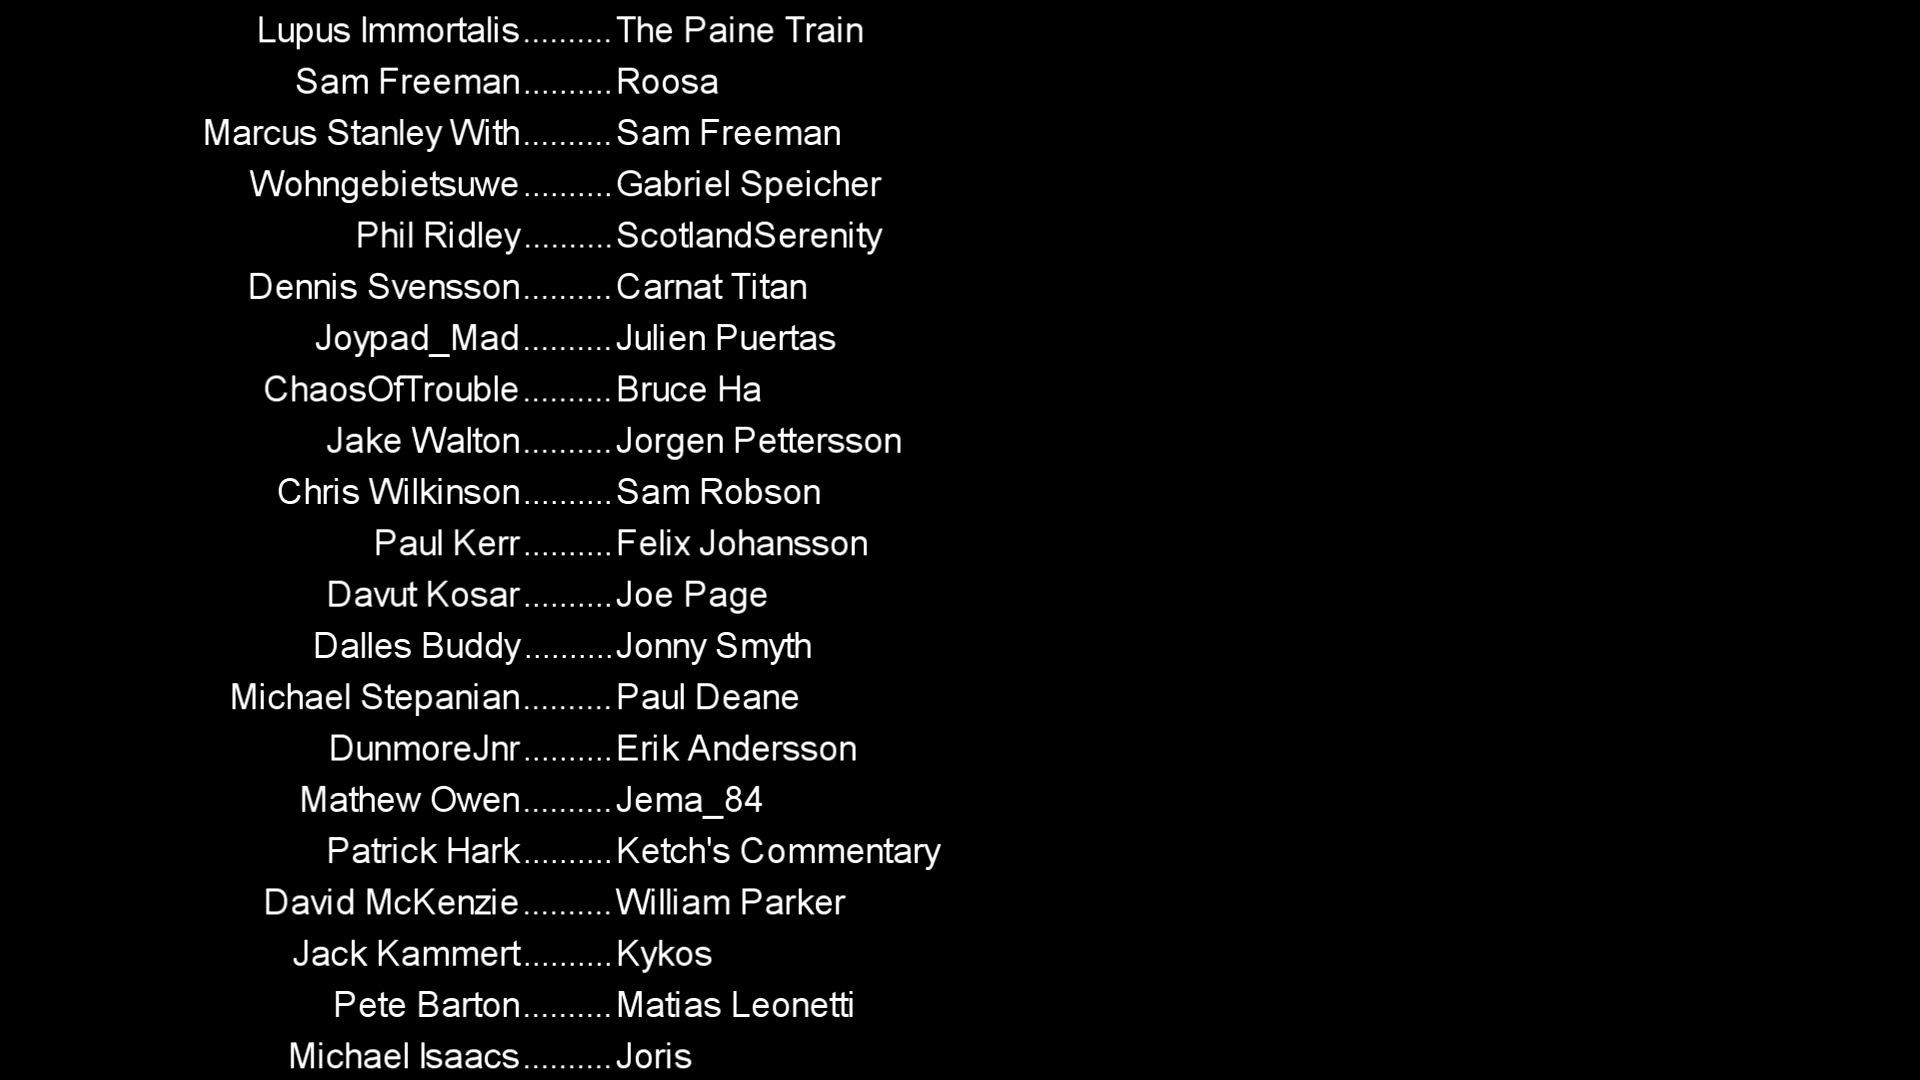 Lupus Immortalis..........The Paine Train
Sam Freeman..........Roosa
Marcus Stanley With..........Sam Freeman
Wohngebietsuwe..........Gabriel Speicher
Phil Ridley..........ScotlandSerenity
Dennis Svensson..........Carnat Titan
Joypad_Mad..........Julien Puertas
ChaosOfTrouble..........Bruce Ha
Jake Walton..........Jorgen Pettersson
Chris Wilkinson..........Sam Robson
Paul Kerr..........Felix Johansson
Davut Kosar..........Joe Page
Dalles Buddy..........Jonny Smyth
Michael Stepanian..........Paul Deane
DunmoreJnr..........Erik Andersson
Mathew Owen..........Jema_84
Patrick Hark..........Ketch's Commentary
David McKenzie..........William Parker
Jack Kammert..........Kykos
Pete Barton..........Matias Leonetti
Michael Isaacs..........Joris